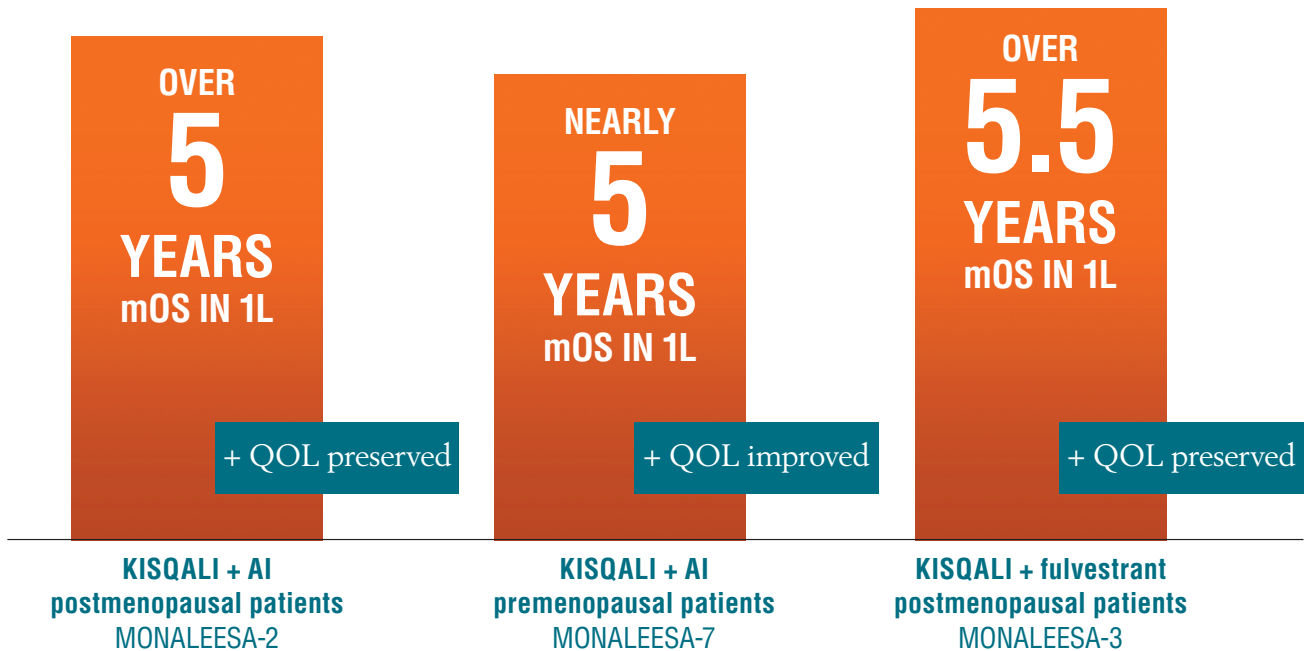 OVER
5
YEARS
mOS IN 1L
+ QOL preserved
KISQALI + AI
postmenopausal patients
MONALEESA-2
NEARLY
5
YEARS
mOS IN 1L
+ QOL improved
KISQALI + AI
premenopausal patients
MONALEESA-7
OVER
5.5
YEARS
mOS IN 1L
+ QOL preserved
KISQALI + fulvestrant
postmenopausal patients
MONALEESA-3